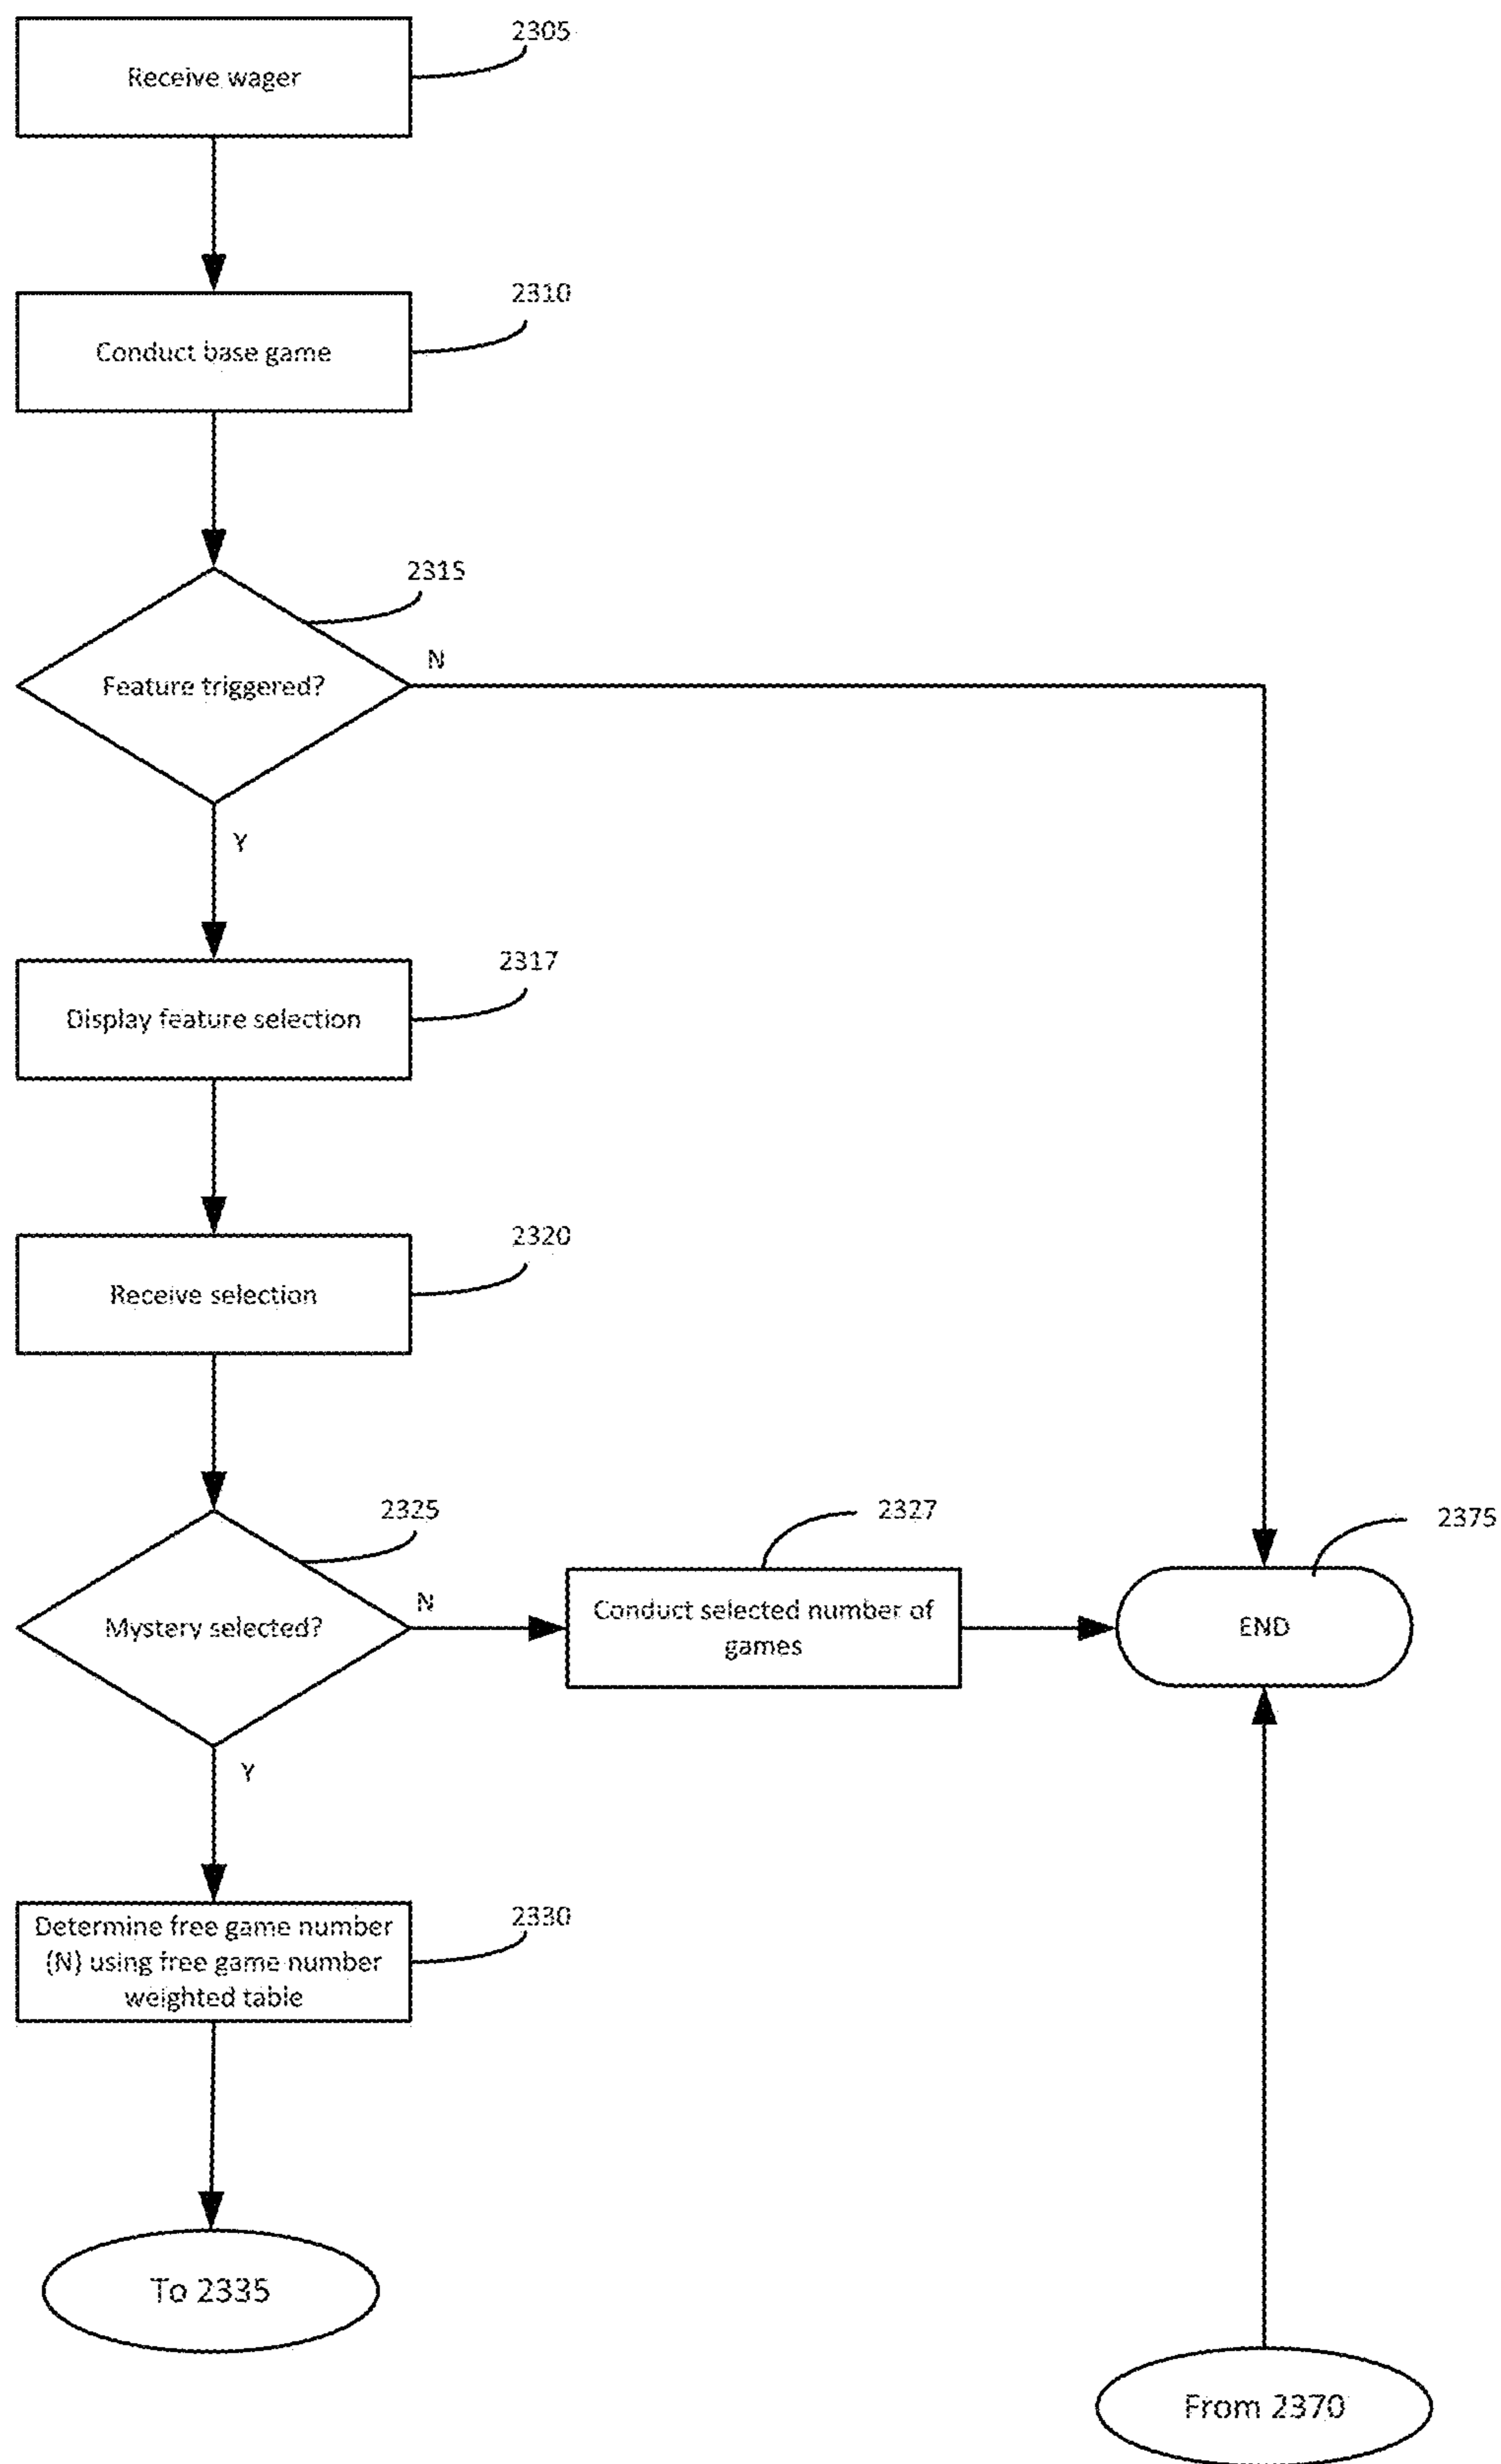 2305
Receive wager
2310
Conduct base game
2315
N
Feature triggered?
Y
2317
Display feature selection
2320
Receive selection
2325
2327
2375
N
Conduct selected number of
games
Mystery selected?
END
Y
2330
Determine free game number
(N) using free game number
weighted table
To 2335
From 2370